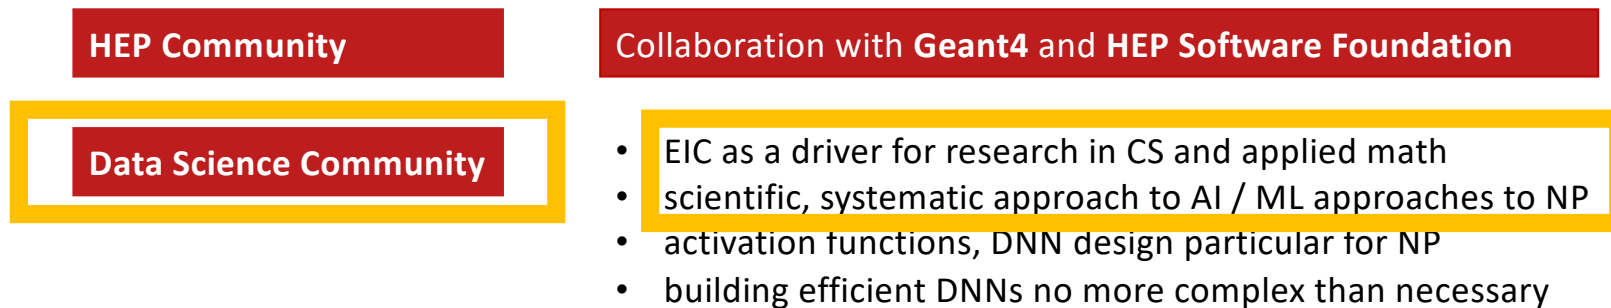 HEP Community
Collaboration with Geant4 and HEP Software Foundation
Data Science Community
• EIC as a driver for research in CS and applied math
• scientific, systematic approach to AI / ML approaches to NP
• activation functions, DNN design particular for NP
• building efficient DNNs no more complex than necessary